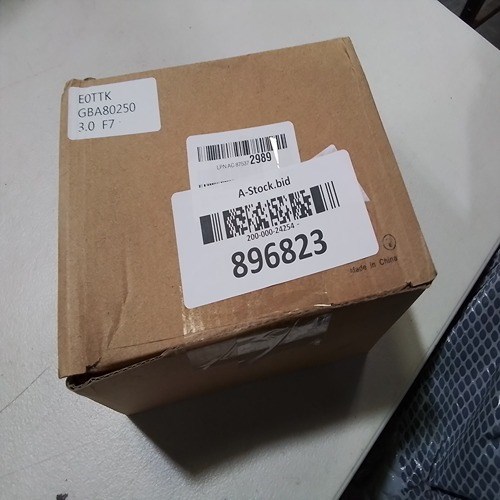 E0TTK
GBA80250
3.0 F7
2989
A-Stock.bid
200-000-24254 -
896823
Made in China